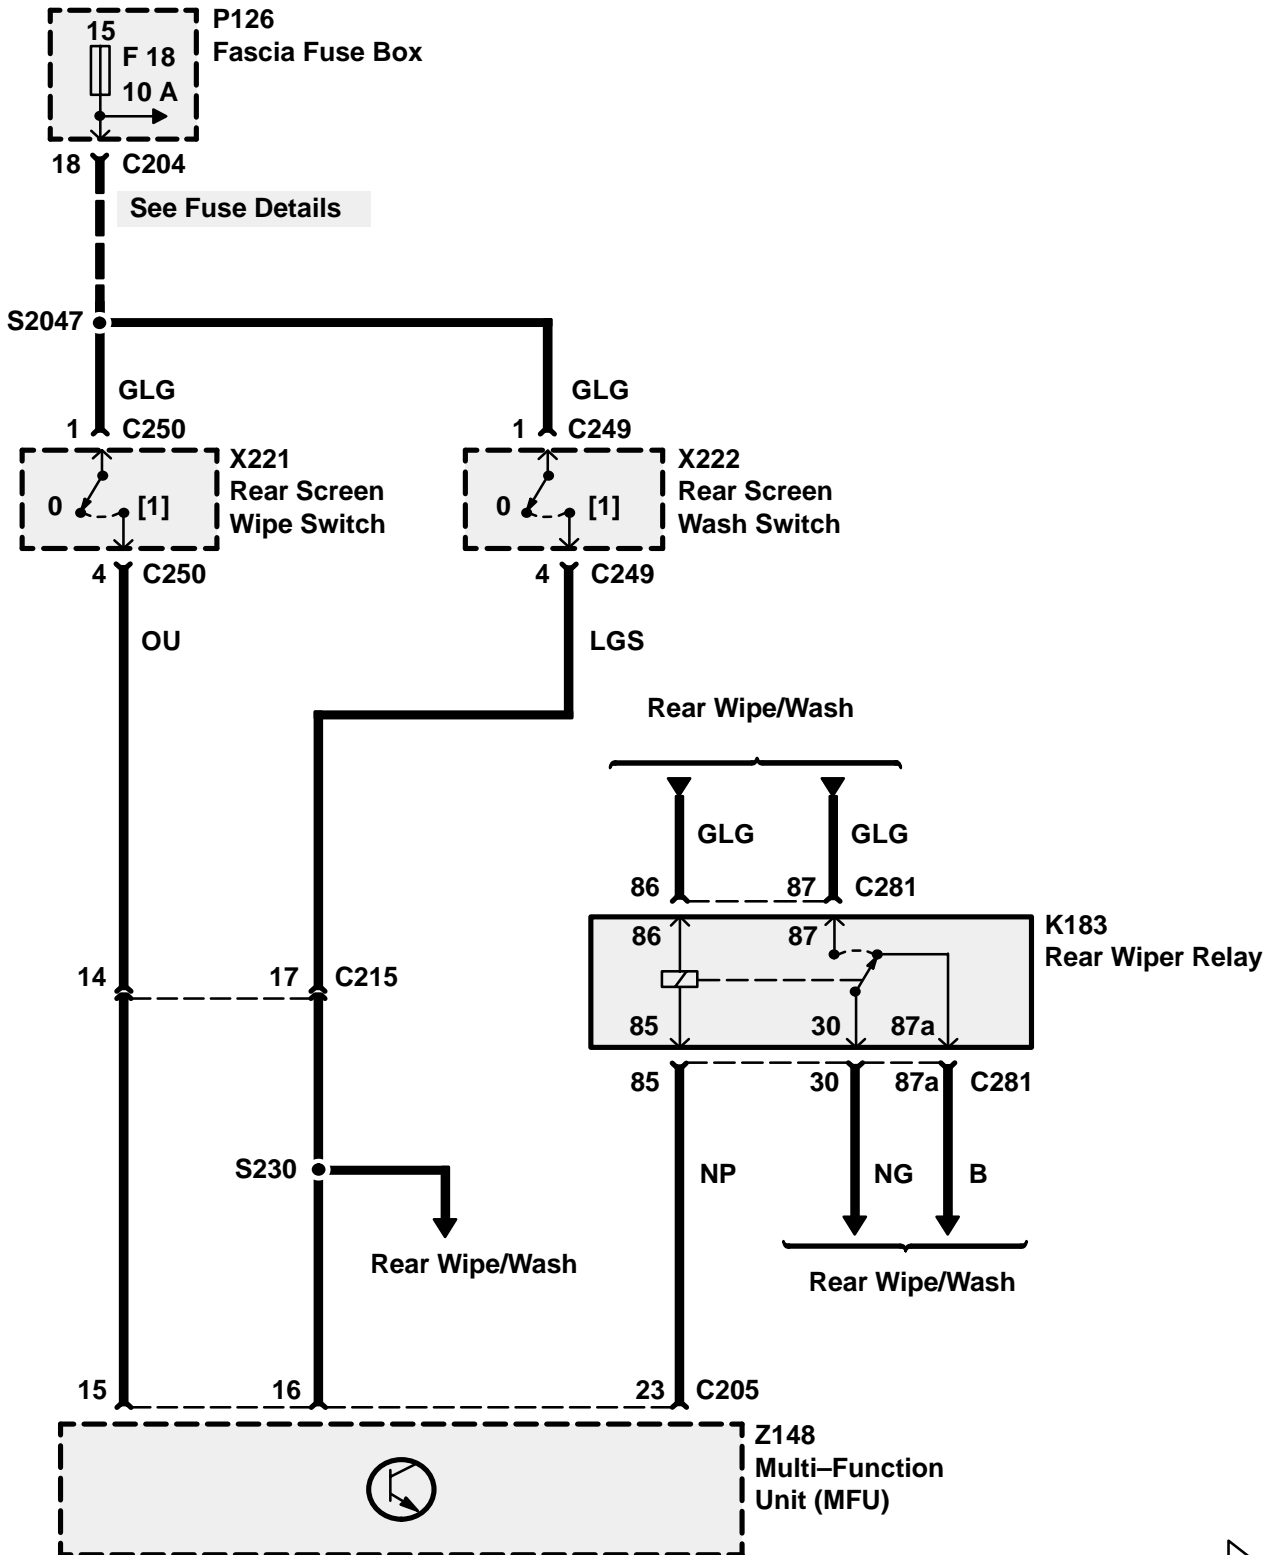 P126
Fascia Fuse Box
15
F 18
10 A
18 C204
See Fuse Details
S2047
GLG GLG
1 C250 1 C249
X221
Rear Screen
Wipe Switch
0 [1]
X222
Rear Screen
Wash Switch
0 [1]
4 C250 4 C249
OU LGS
Rear Wipe/Wash
GLG GLG
86 87 C281
86 87
K183
Rear Wiper Relay
14 17 C215
85 30 87a
85 30 87a C281
S230
NP NG B
Rear Wipe/Wash
Rear Wipe/Wash
15 16 23 C205
Z148
Multi–Function
Unit (MFU)